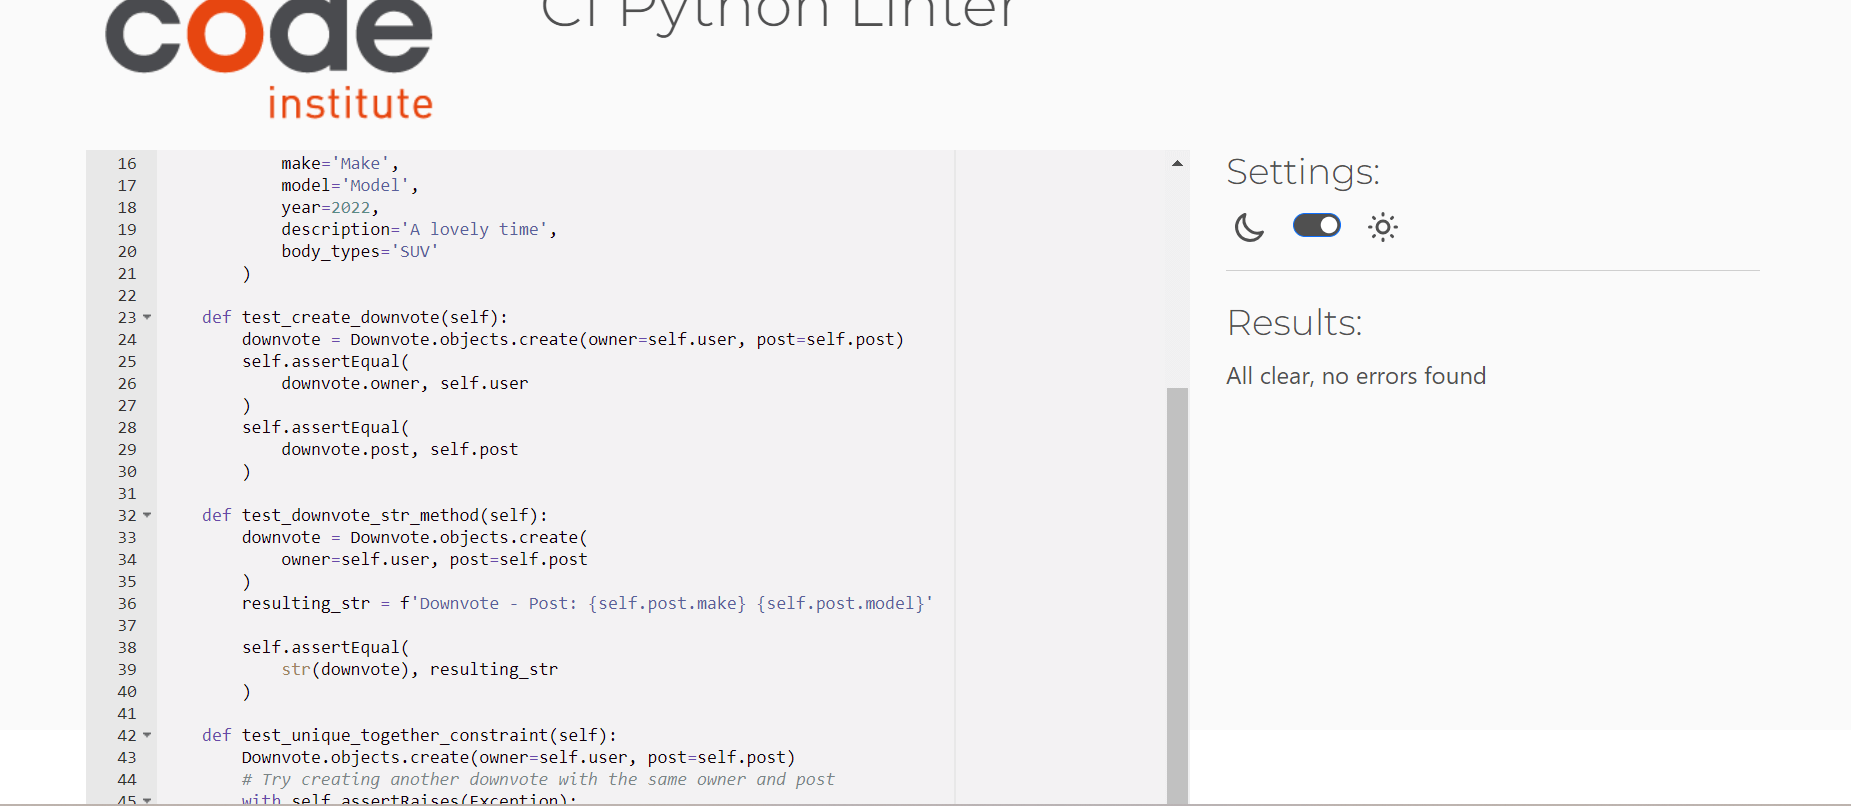 code
institute
CI Python Linter
16 make='Make',
17 model='Model',
18 year=2022,
19 description='A lovely time',
20 body_types='SUV'
21 )
22
23 def test_create_downvote(self):
24 downvote = Downvote.objects.create(owner=self.user, post=self.post)
25 self.assertEqual(
26 downvote.owner, self.user
27 )
28 self.assertEqual(
29 downvote.post, self.post
30 )
31
32 def test_downvote_str_method(self):
33 downvote = Downvote.objects.create(
34 owner=self.user, post=self.post
35 )
36 resulting_str = f'Downvote - Post: {self.post.make} {self.post.model}'
37
38 self.assertEqual(
39 str(downvote), resulting_str
40 )
41
42 def test_unique_together_constraint(self):
43 Downvote.objects.create(owner=self.user, post=self.post)
44 # Try creating another downvote with the same owner and post
45 with self.assertRaises(Exception):
Settings:
Results:
All clear, no errors found